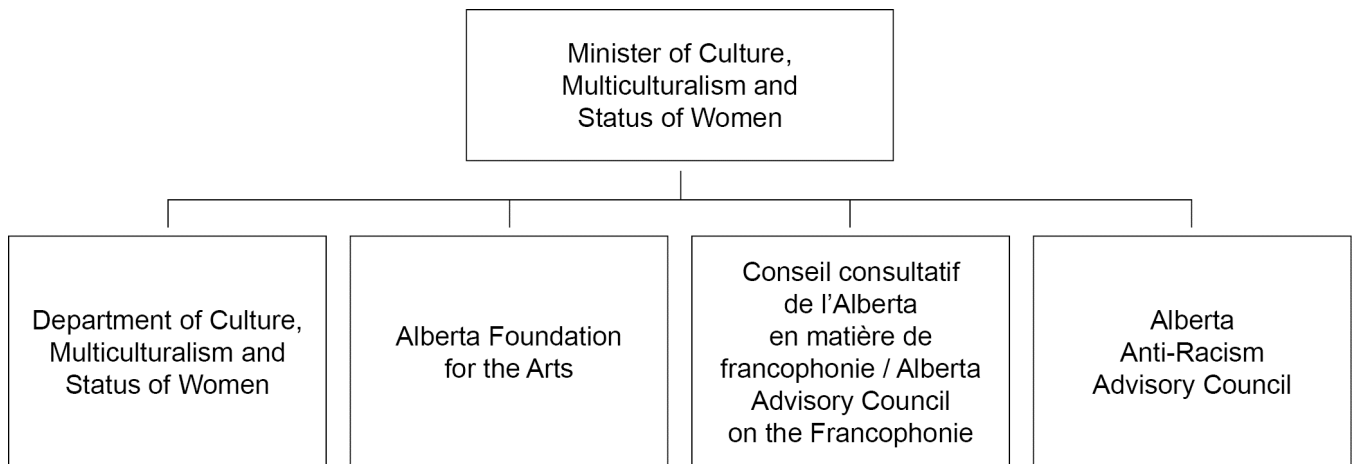 Minister of Culture,
Multiculturalism and
Status of Women
Department of Culture,
Multiculturalism and
Status of Women
Alberta Foundation
for the Arts
Conseil consultatif
de l’Alberta
en matière de
francophonie / Alberta
Advisory Council
on the Francophonie
Alberta
Anti-Racism
Advisory Council